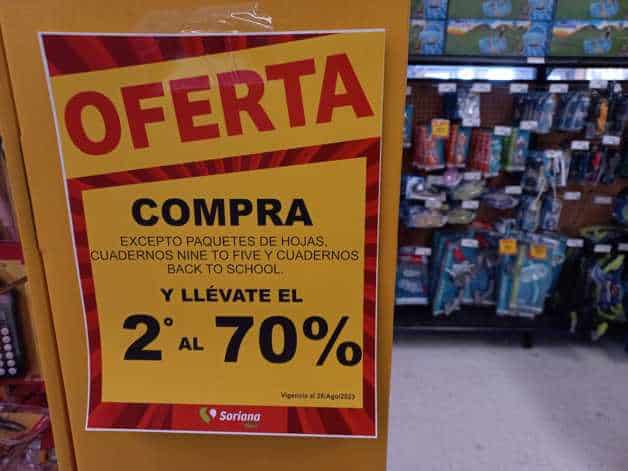 OFERTA
COMPRA
EXCEPTO PAQUETES DE HOJAS,
CUADERNOS NINE TO FIVE Y CUADERNOS
BACK TO SCHOOL.
Y LLÉVATE EL
2° AL 70%
Vigencia al 28/Ago/2023
Soriana